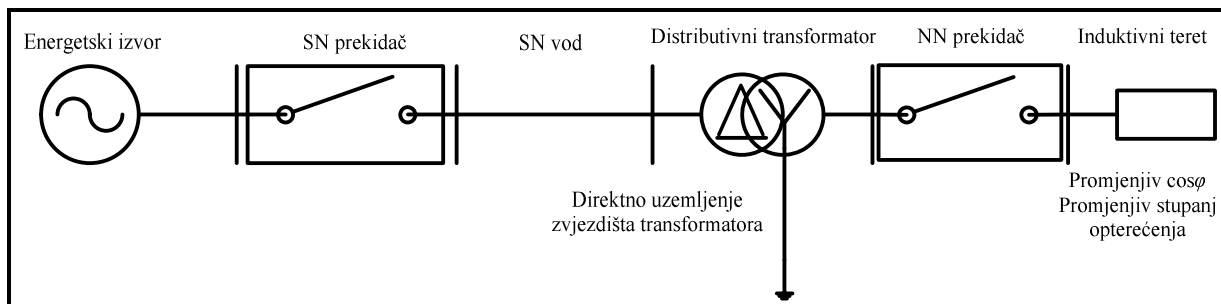 Energetski izvor
SN prekidač
SN vod
Distributivni transformator
NN prekidač
Induktivni teret
Direktno uzemljenje
zvjezdišta transformatora
Promjenjiv cosφ
Promjenjiv stupanj
opterećenja